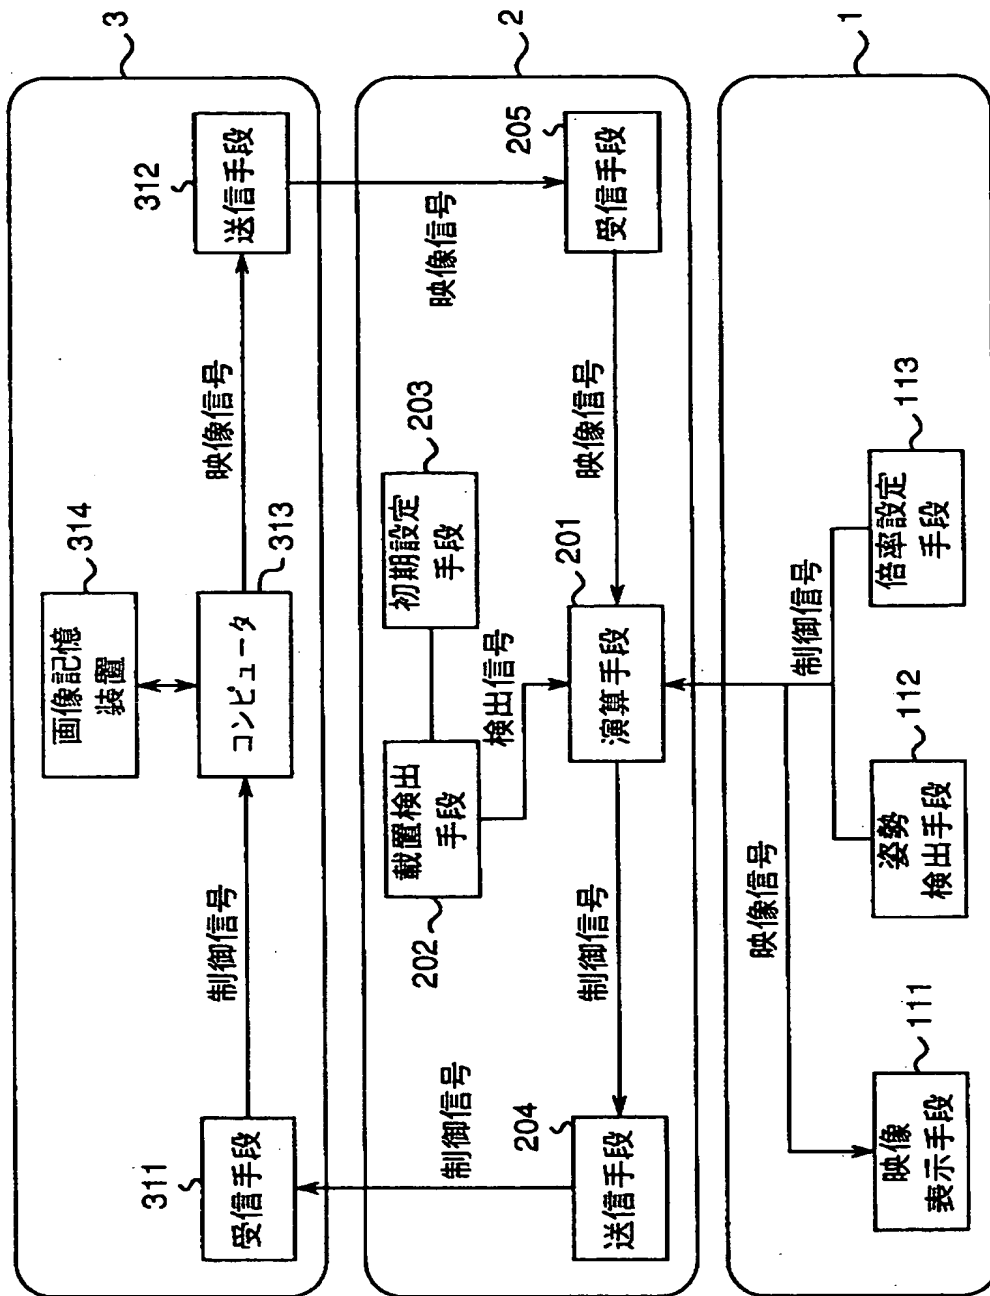 3
受信手段
311
制御信号
画像記憶
装置
314
コンピュータ
313
映像信号
送信手段
312
制御信号
映像信号
2
載置検出
手段
202
初期設定
手段
203
検出信号
送信手段
204
制御信号
演算手段
201
映像信号
受信手段
205
1
映像信号
制御信号
映像
表示手段
111
姿勢
検出手段
112
倍率設定
手段
113